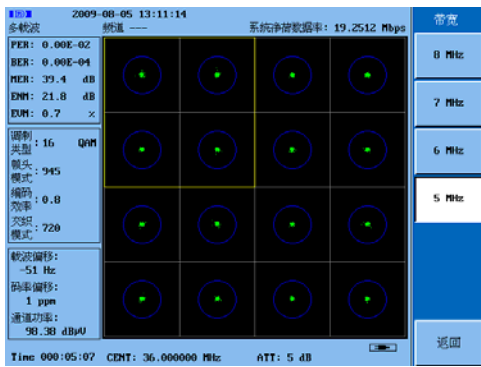 2009-08-05 13:11:14
多载波 频道 --- 系统净荷数据率: 19.2512 Mbps
PER: 0.00E-02
BER: 0.00E-04
MER: 39.4 dB
ENM: 21.8 dB
EVM: 0.7 %
调制类型: 16 QAM
帧头模式: 945
编码效率: 0.8
交织模式: 720
载波偏移:
-51 Hz
码率偏移:
1 ppm
通道功率:
98.38 dBμV
Time 000:05:07 CENT: 36.000000 MHz ATT: 5 dB
带宽
8 MHz
7 MHz
6 MHz
5 MHz
返回